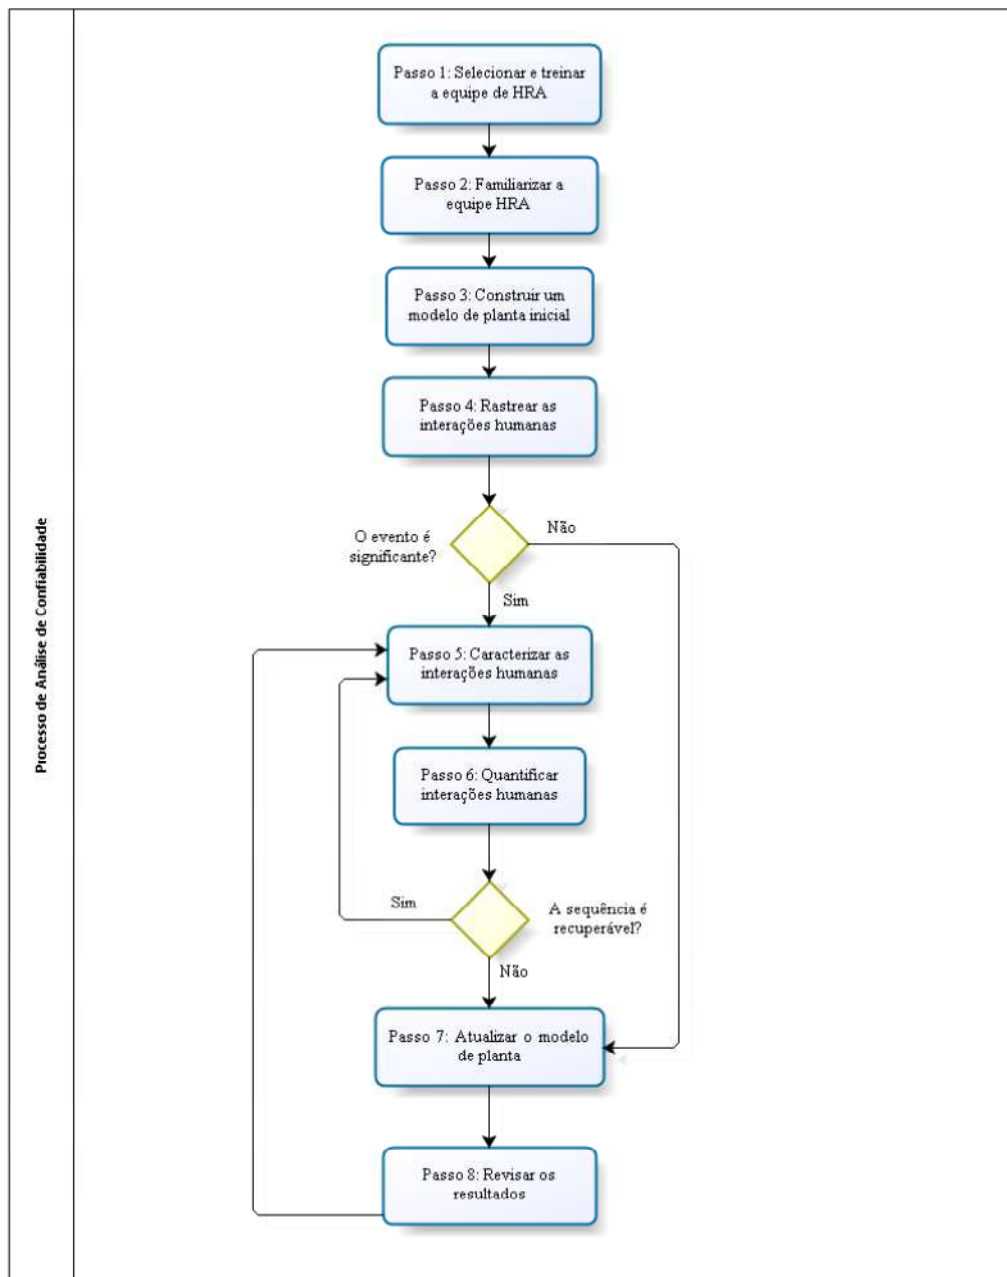 Processo de Análise de Confiabilidade
Passo 1: Selecionar e treinar
a equipe de HRA
Passo 2: Familiarizar a
equipe HRA
Passo 3: Construir um
modelo de planta inicial
Passo 4: Rastrear as
interações humanas
O evento é
significante?
Não
Sim
Passo 5: Caracterizar as
interações humanas
Passo 6: Quantificar
interações humanas
Sim
A sequência é
recuperável?
Não
Passo 7: Atualizar o modelo
de planta
Passo 8: Revisar os
resultados